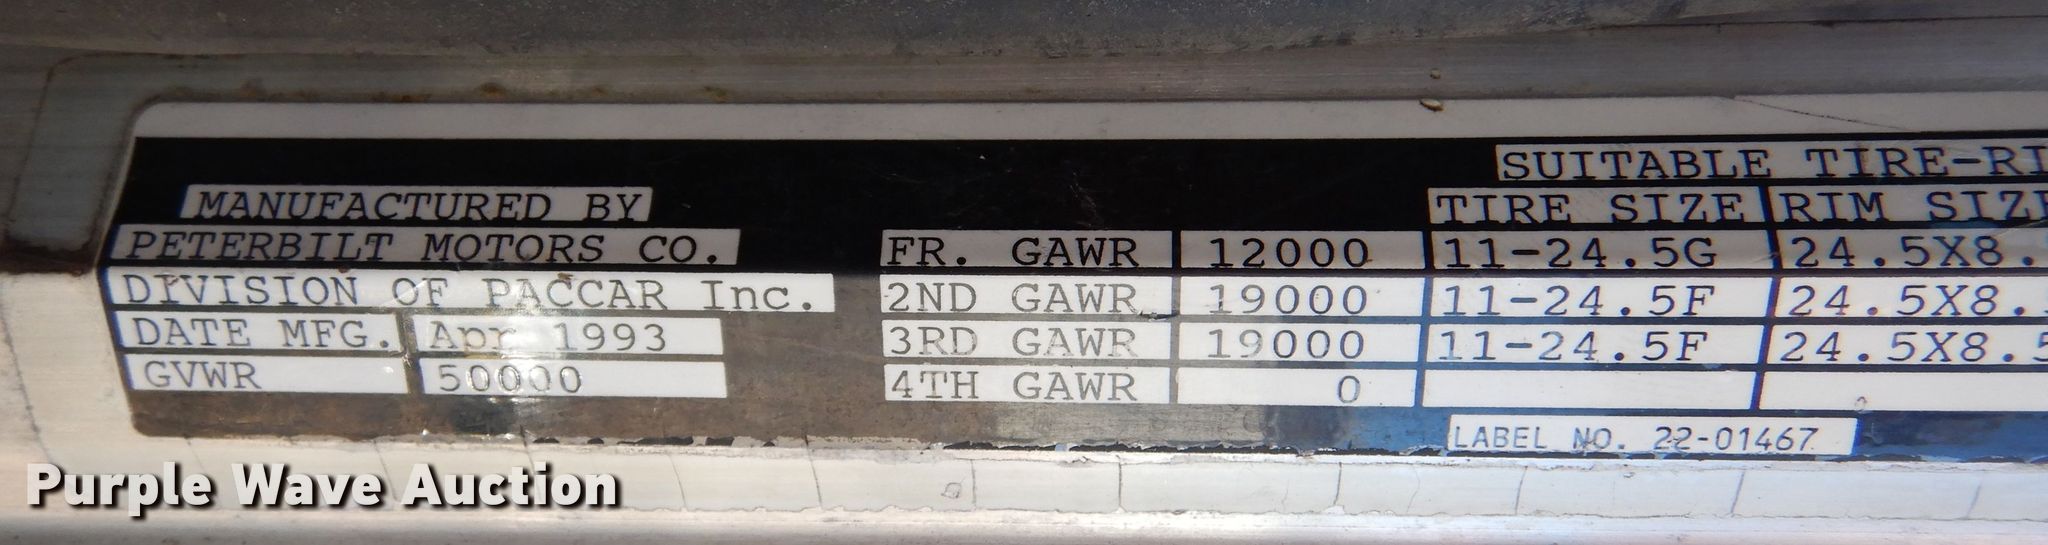 SUITABLE TIRE-RI
MANUFACTURED BY TIRE SIZE RIM SIZE
PETERBILT MOTORS CO. FR. GAWR 12000 11-24.5G 24.5X8.
DIVISION OF PACCAR Inc. 2ND GAWR 19000 11-24.5F 24.5X8.
DATE MFG. Apr 1993 3RD GAWR 19000 11-24.5F 24.5X8.5
GVWR 50000 4TH GAWR 0
LABEL NO. 22-01467
Purple Wave Auction